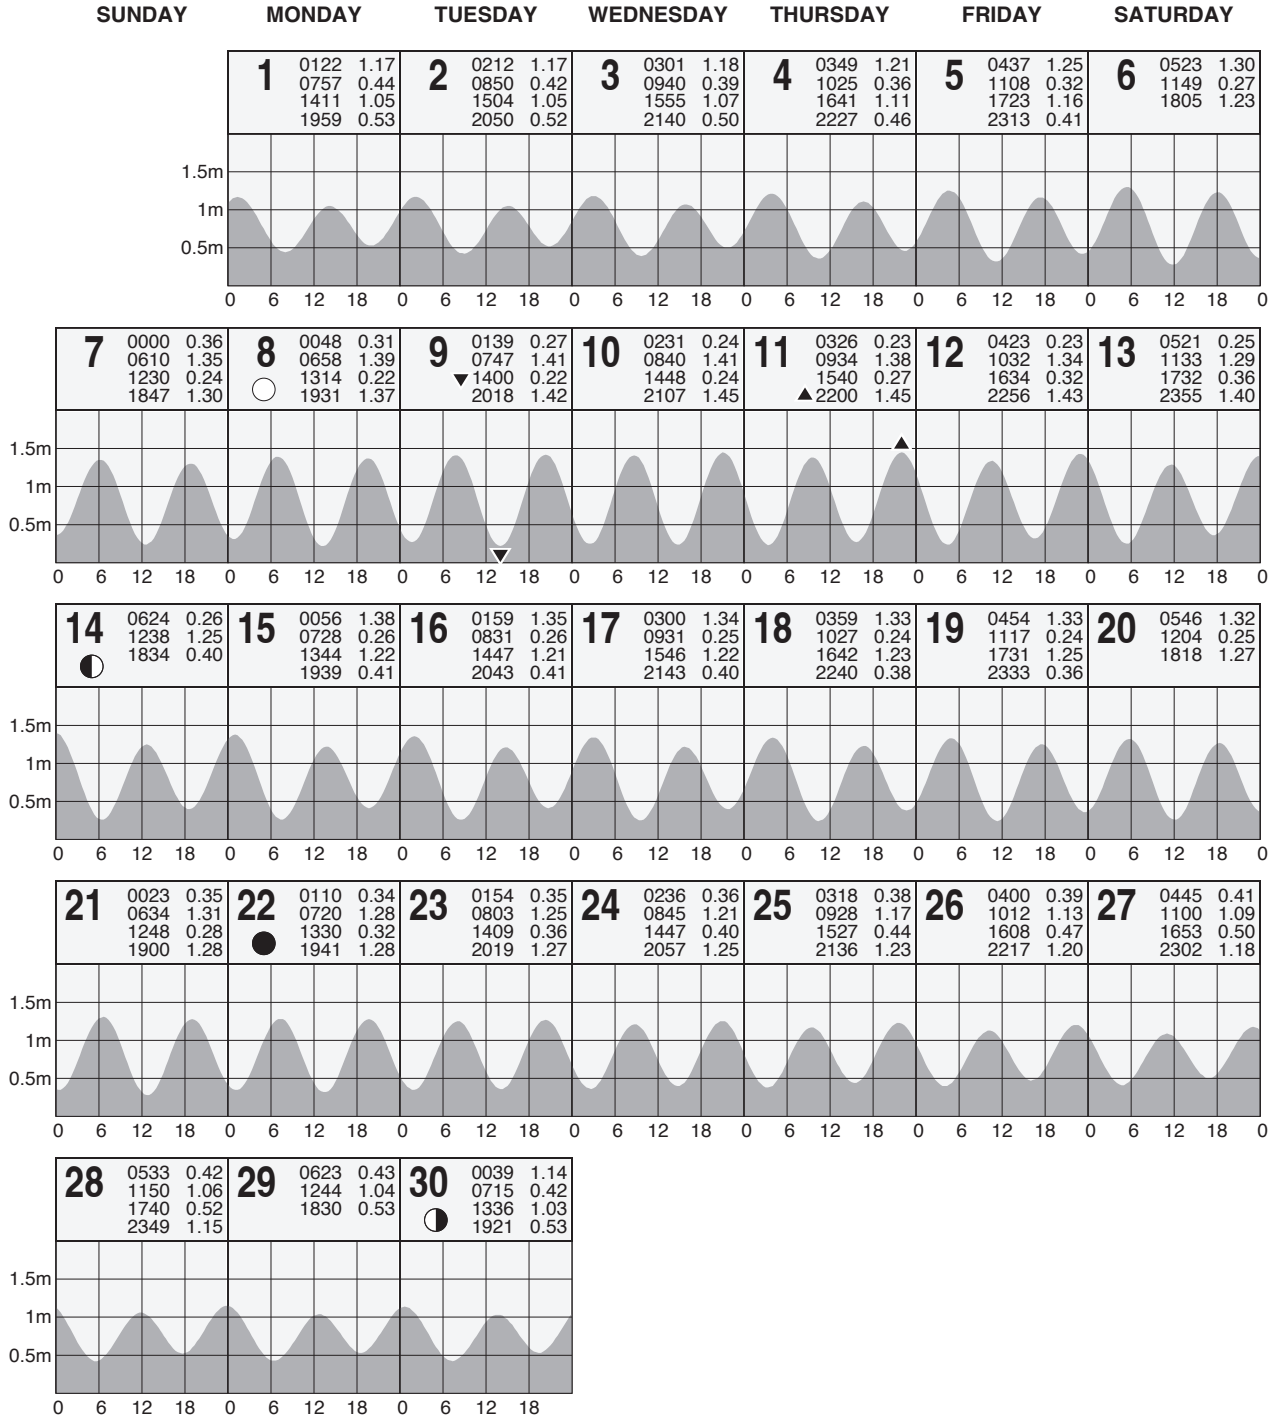 SUNDAY MONDAY TUESDAY WEDNESDAY THURSDAY FRIDAY SATURDAY
1 0122 1.17
0757 0.44
1411 1.05
1959 0.53
2 0212 1.17
0850 0.42
1504 1.05
2050 0.52
3 0301 1.18
0940 0.39
1555 1.07
2140 0.50
4 0349 1.21
1025 0.36
1641 1.11
2227 0.46
5 0437 1.25
1108 0.32
1723 1.16
2313 0.41
6 0523 1.30
1149 0.27
1805 1.23
1.5m
1m
0.5m
0 6 12 18 0 6 12 18 0 6 12 18 0 6 12 18 0 6 12 18 0 6 12 18 0
7 0000 0.36
0610 1.35
1230 0.24
1847 1.30
8 0048 0.31
0658 1.39
1314 0.22
1931 1.37
9 0139 0.27
0747 1.41
1400 0.22
2018 1.42
10 0231 0.24
0840 1.41
1448 0.24
2107 1.45
11 0326 0.23
0934 1.38
1540 0.27
2200 1.45
12 0423 0.23
1032 1.34
1634 0.32
2256 1.43
13 0521 0.25
1133 1.29
1732 0.36
2355 1.40
1.5m
1m
0.5m
0 6 12 18 0 6 12 18 0 6 12 18 0 6 12 18 0 6 12 18 0 6 12 18 0 6 12 18 0
14 0624 0.26
1238 1.25
1834 0.40
15 0056 1.38
0728 0.26
1344 1.22
1939 0.41
16 0159 1.35
0831 0.26
1447 1.21
2043 0.41
17 0300 1.34
0931 0.25
1546 1.22
2143 0.40
18 0359 1.33
1027 0.24
1642 1.23
2240 0.38
19 0454 1.33
1117 0.24
1731 1.25
2333 0.36
20 0546 1.32
1204 0.25
1818 1.27
1.5m
1m
0.5m
0 6 12 18 0 6 12 18 0 6 12 18 0 6 12 18 0 6 12 18 0 6 12 18 0 6 12 18 0
21 0023 0.35
0634 1.31
1248 0.28
1900 1.28
22 0110 0.34
0720 1.28
1330 0.32
1941 1.28
23 0154 0.35
0803 1.25
1409 0.36
2019 1.27
24 0236 0.36
0845 1.21
1447 0.40
2057 1.25
25 0318 0.38
0928 1.17
1527 0.44
2136 1.23
26 0400 0.39
1012 1.13
1608 0.47
2217 1.20
27 0445 0.41
1100 1.09
1653 0.50
2302 1.18
1.5m
1m
0.5m
0 6 12 18 0 6 12 18 0 6 12 18 0 6 12 18 0 6 12 18 0 6 12 18 0 6 12 18 0
28 0533 0.42
1150 1.06
1740 0.52
2349 1.15
29 0623 0.43
1244 1.04
1830 0.53
30 0039 1.14
0715 0.42
1336 1.03
1921 0.53
1.5m
1m
0.5m
0 6 12 18 0 6 12 18 0 6 12 18